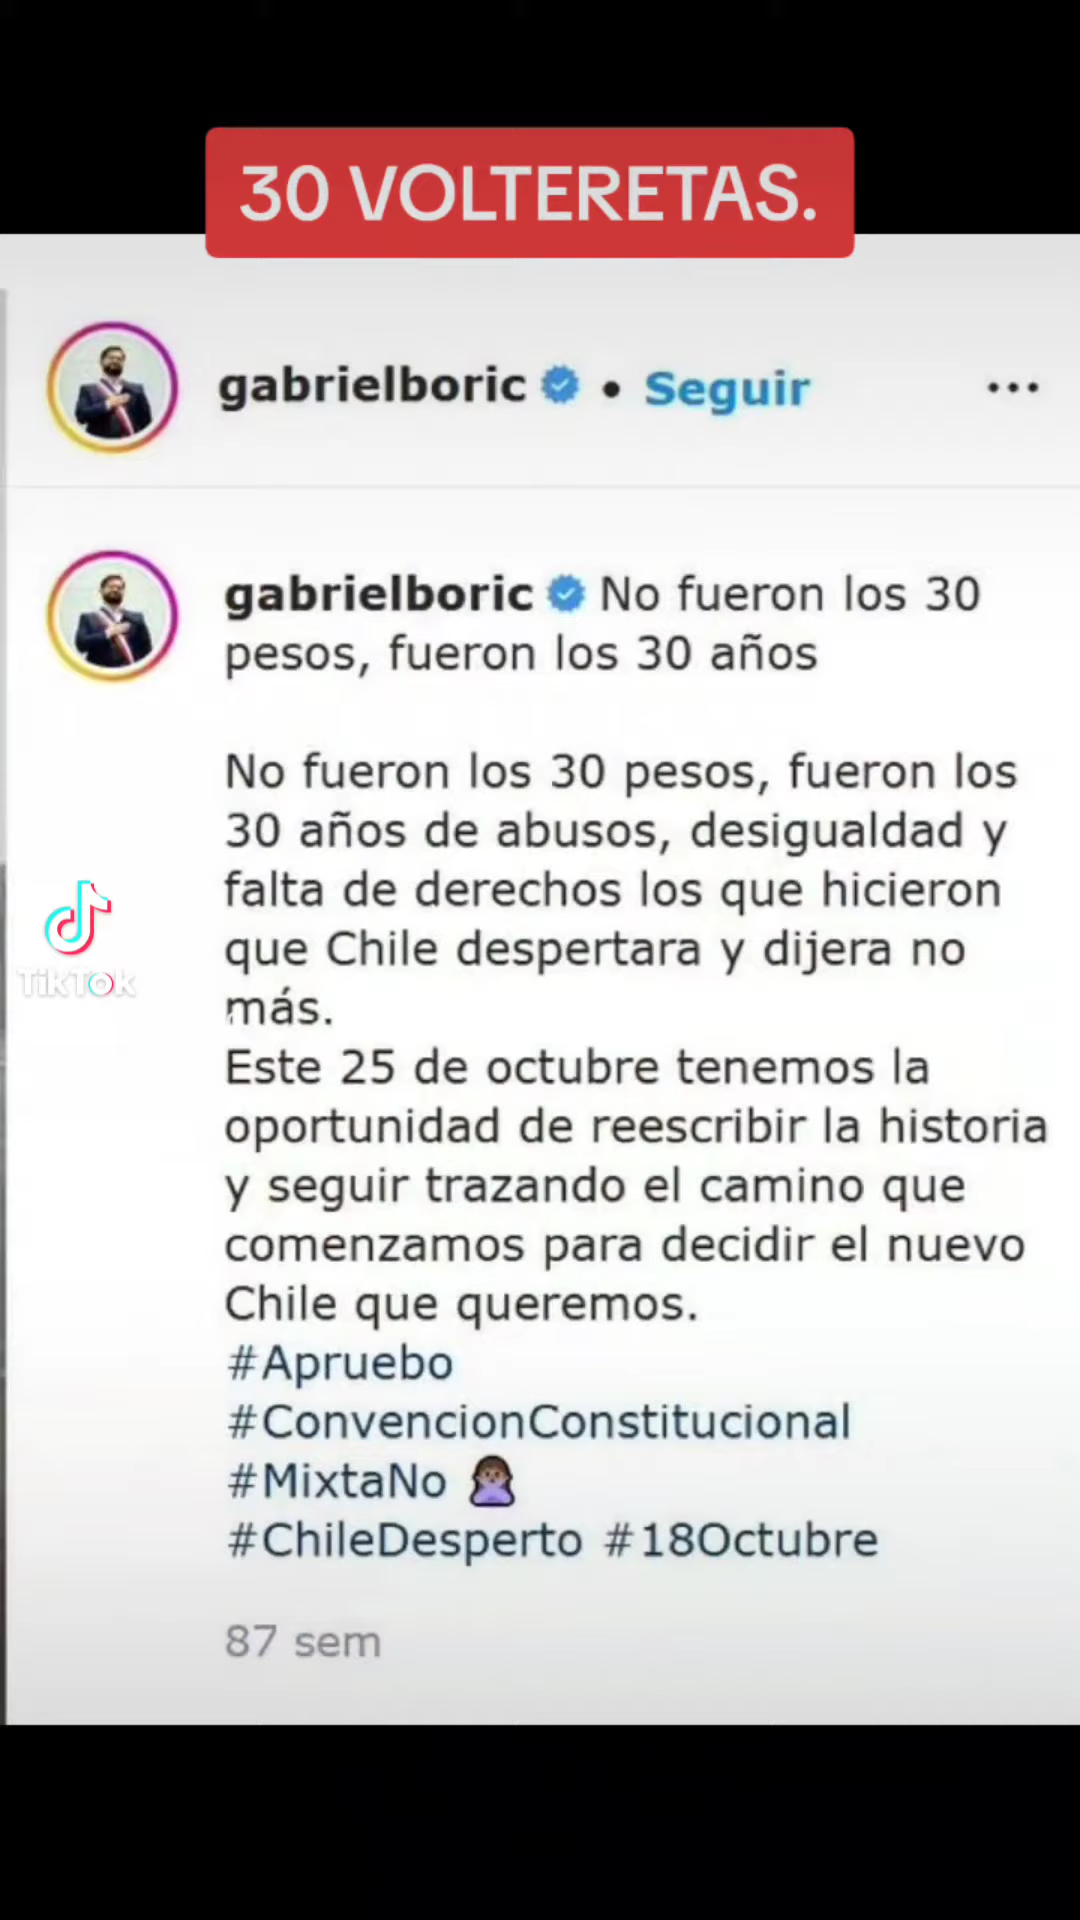 30 VOLTERETAS.
gabrielboric • Seguir
gabrielboric No fueron los 30
pesos, fueron los 30 años
No fueron los 30 pesos, fueron los
30 años de abusos, desigualdad y
falta de derechos los que hicieron
que Chile despertara y dijera no
más.
Este 25 de octubre tenemos la
oportunidad de reescribir la historia
y seguir trazando el camino que
comenzamos para decidir el nuevo
Chile que queremos.
#Apruebo
#ConvencionConstitucional
#MixtaNo 🙎🏾‍♀️
#ChileDesperto #18Octubre
87 sem
TikTok